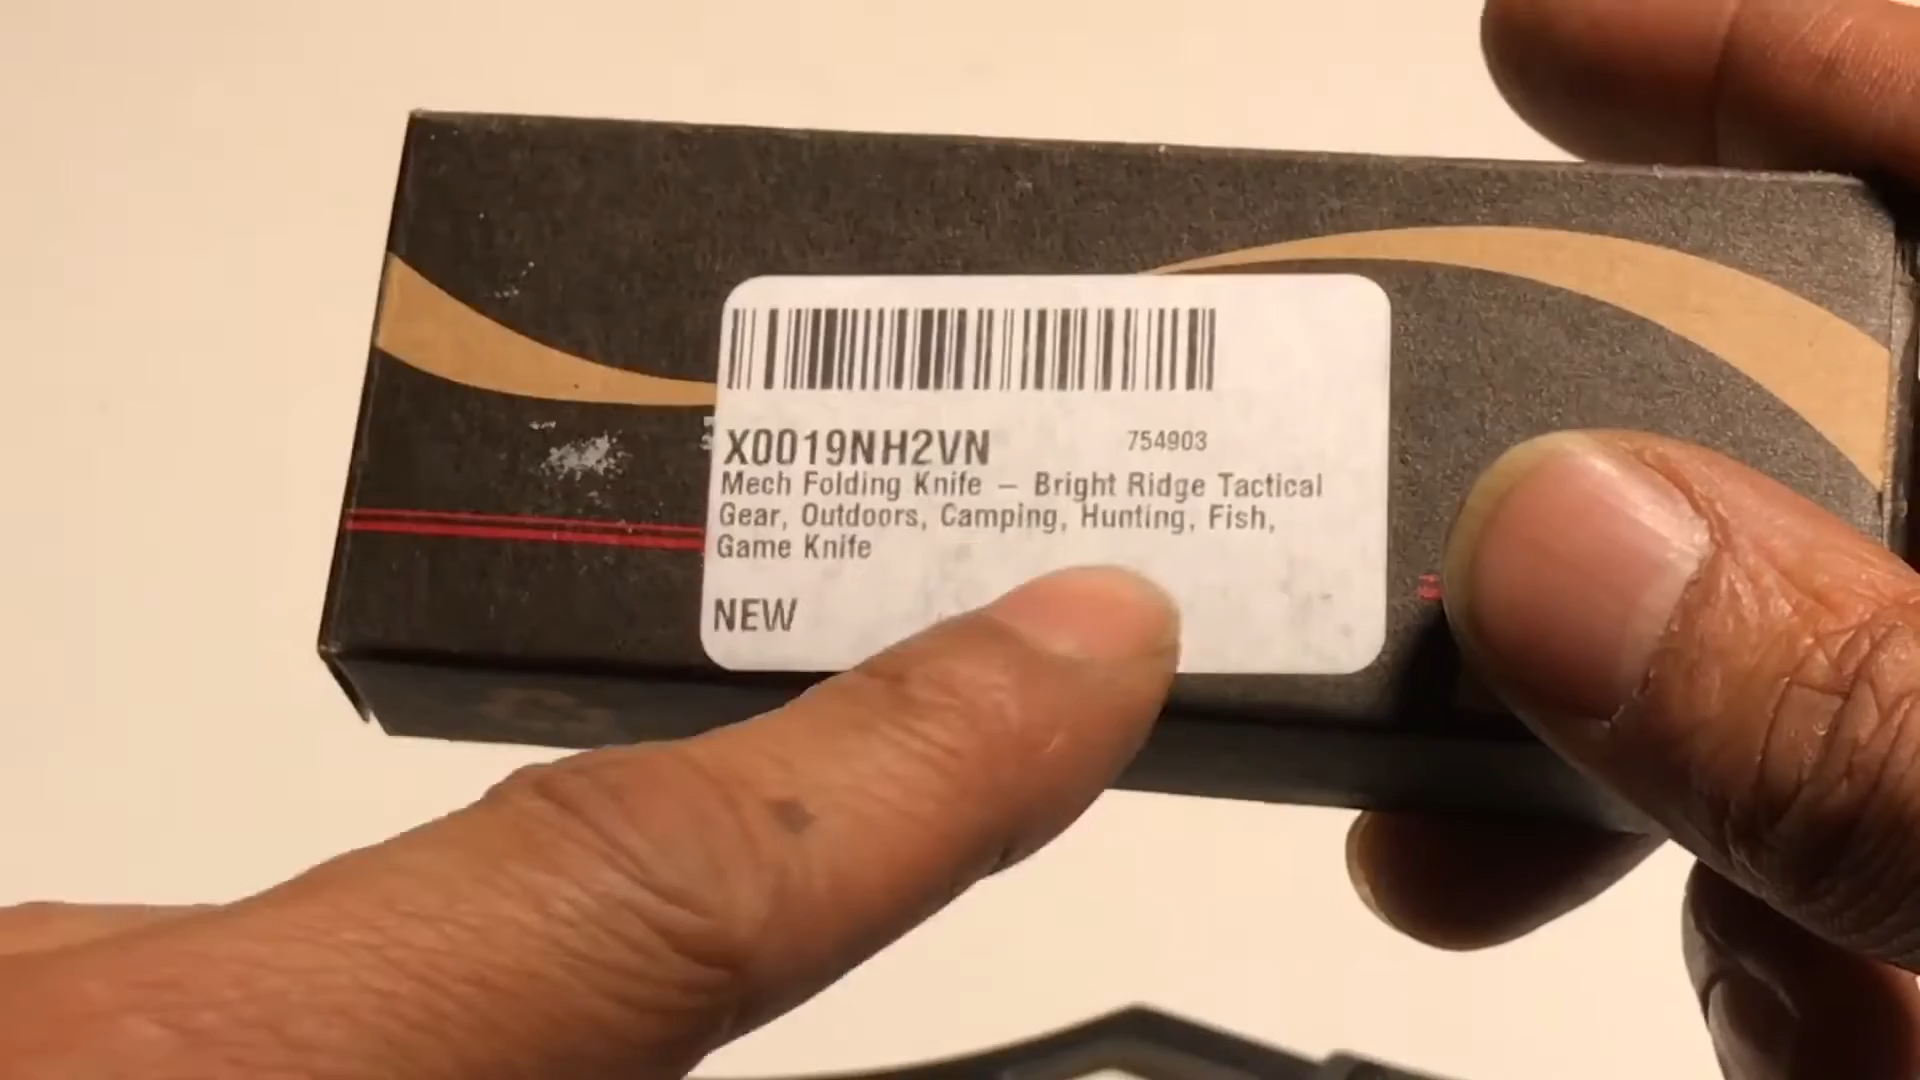 X0019NH2VN 754903
Mech Folding Knife – Bright Ridge Tactical
Gear, Outdoors, Camping, Hunting, Fish,
Game Knife
NEW